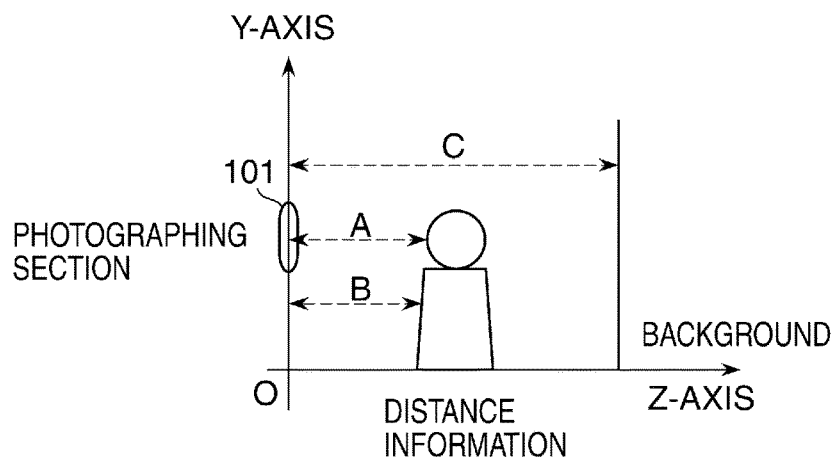 Y-AXIS
C
101
PHOTOGRAPHING
SECTION
A
B
BACKGROUND
O
Z-AXIS
DISTANCE
INFORMATION